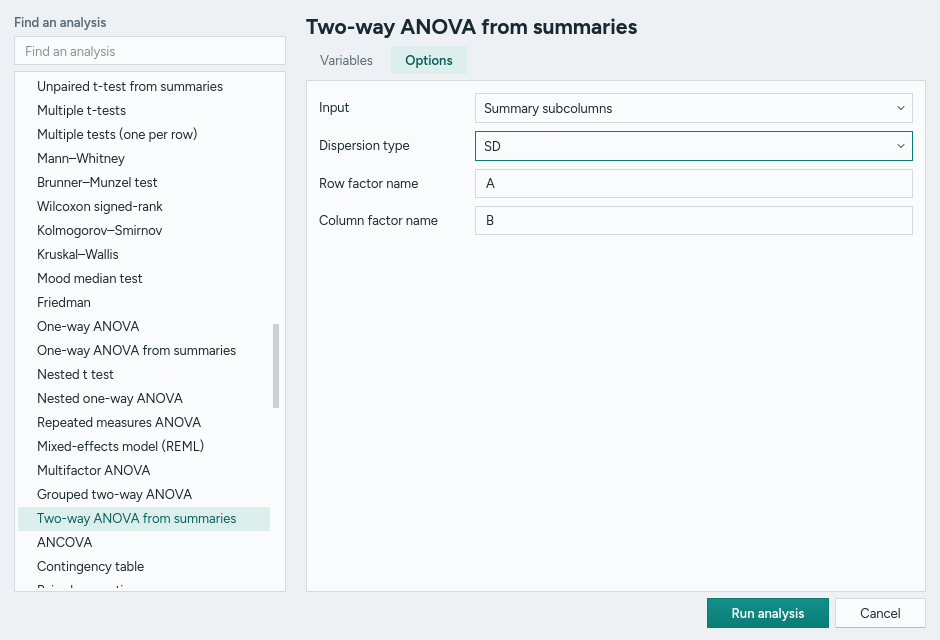 Find an analysis
Find an analysis
Unpaired t-test from summaries
Multiple t-tests
Multiple tests (one per row)
Mann–Whitney
Brunner–Munzel test
Wilcoxon signed-rank
Kolmogorov–Smirnov
Kruskal–Wallis
Mood median test
Friedman
One-way ANOVA
One-way ANOVA from summaries
Nested t test
Nested one-way ANOVA
Repeated measures ANOVA
Mixed-effects model (REML)
Multifactor ANOVA
Grouped two-way ANOVA
Two-way ANOVA from summaries
ANCOVA
Contingency table
Two-way ANOVA from summaries
Variables Options
Input Summary subcolumns
Dispersion type SD
Row factor name A
Column factor name B
Run analysis Cancel